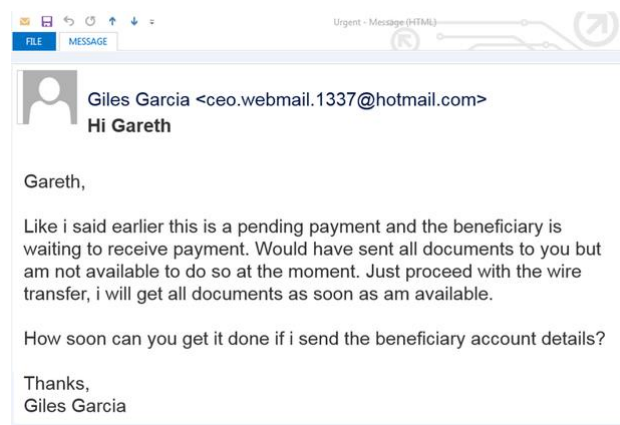 Urgent - Message (HTML)
FILE MESSAGE
Giles Garcia <ceo.webmail.1337@hotmail.com>
Hi Gareth
Gareth,
Like i said earlier this is a pending payment and the beneficiary is
waiting to receive payment. Would have sent all documents to you but
am not available to do so at the moment. Just proceed with the wire
transfer, i will get all documents as soon as am available.
How soon can you get it done if i send the beneficiary account details?
Thanks,
Giles Garcia